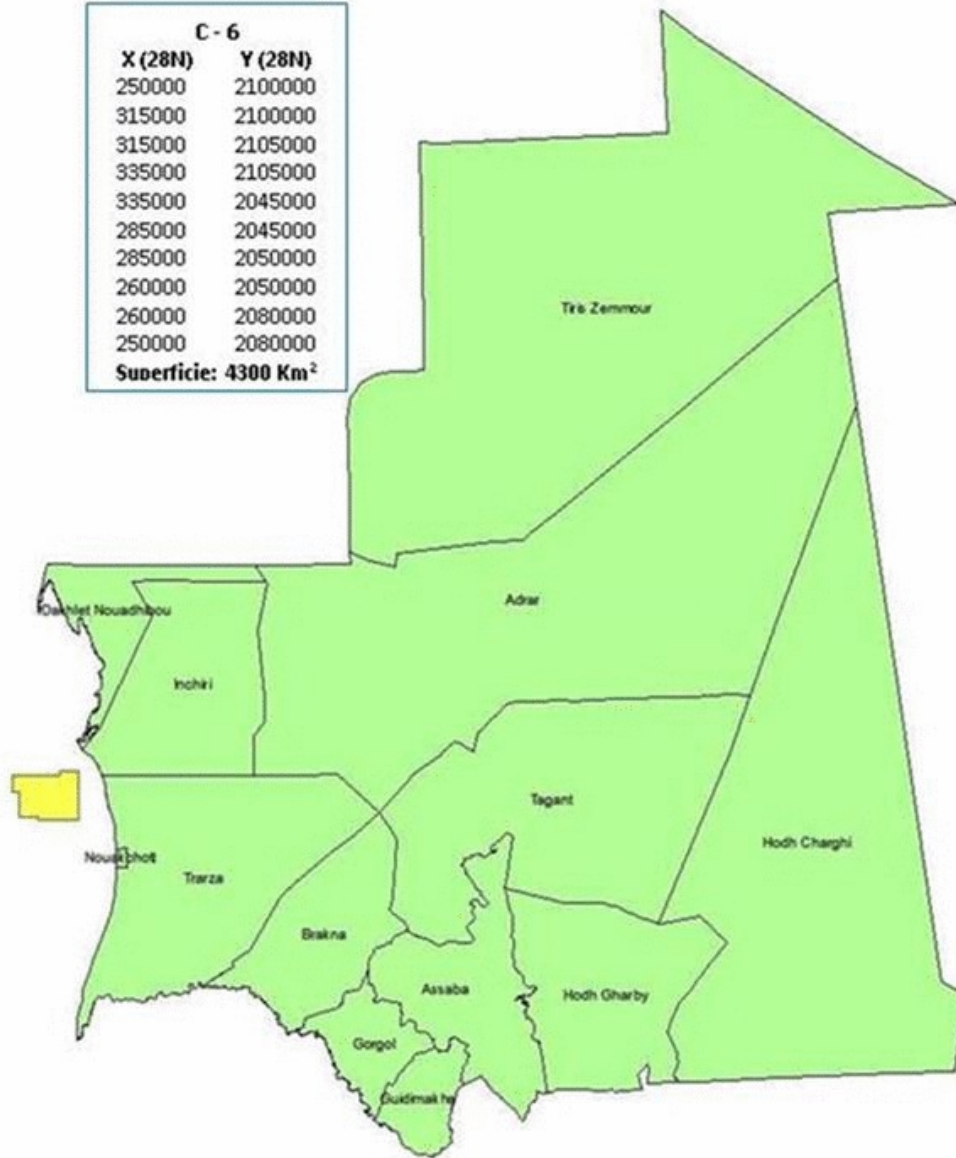 C - 6
X (28N) Y (28N)
250000 2100000
315000 2100000
315000 2105000
335000 2105000
335000 2045000
285000 2045000
285000 2050000
260000 2050000
260000 2080000
250000 2080000
Superficie: 4300 Km²
Tiris Zemmour
Dakhlet Nouadhibou
Adrar
Inchiri
Tagant
Hodh Charghi
Nouakchott
Trarza
Brakna
Assaba
Hodh Gharby
Gorgol
Guidimakha